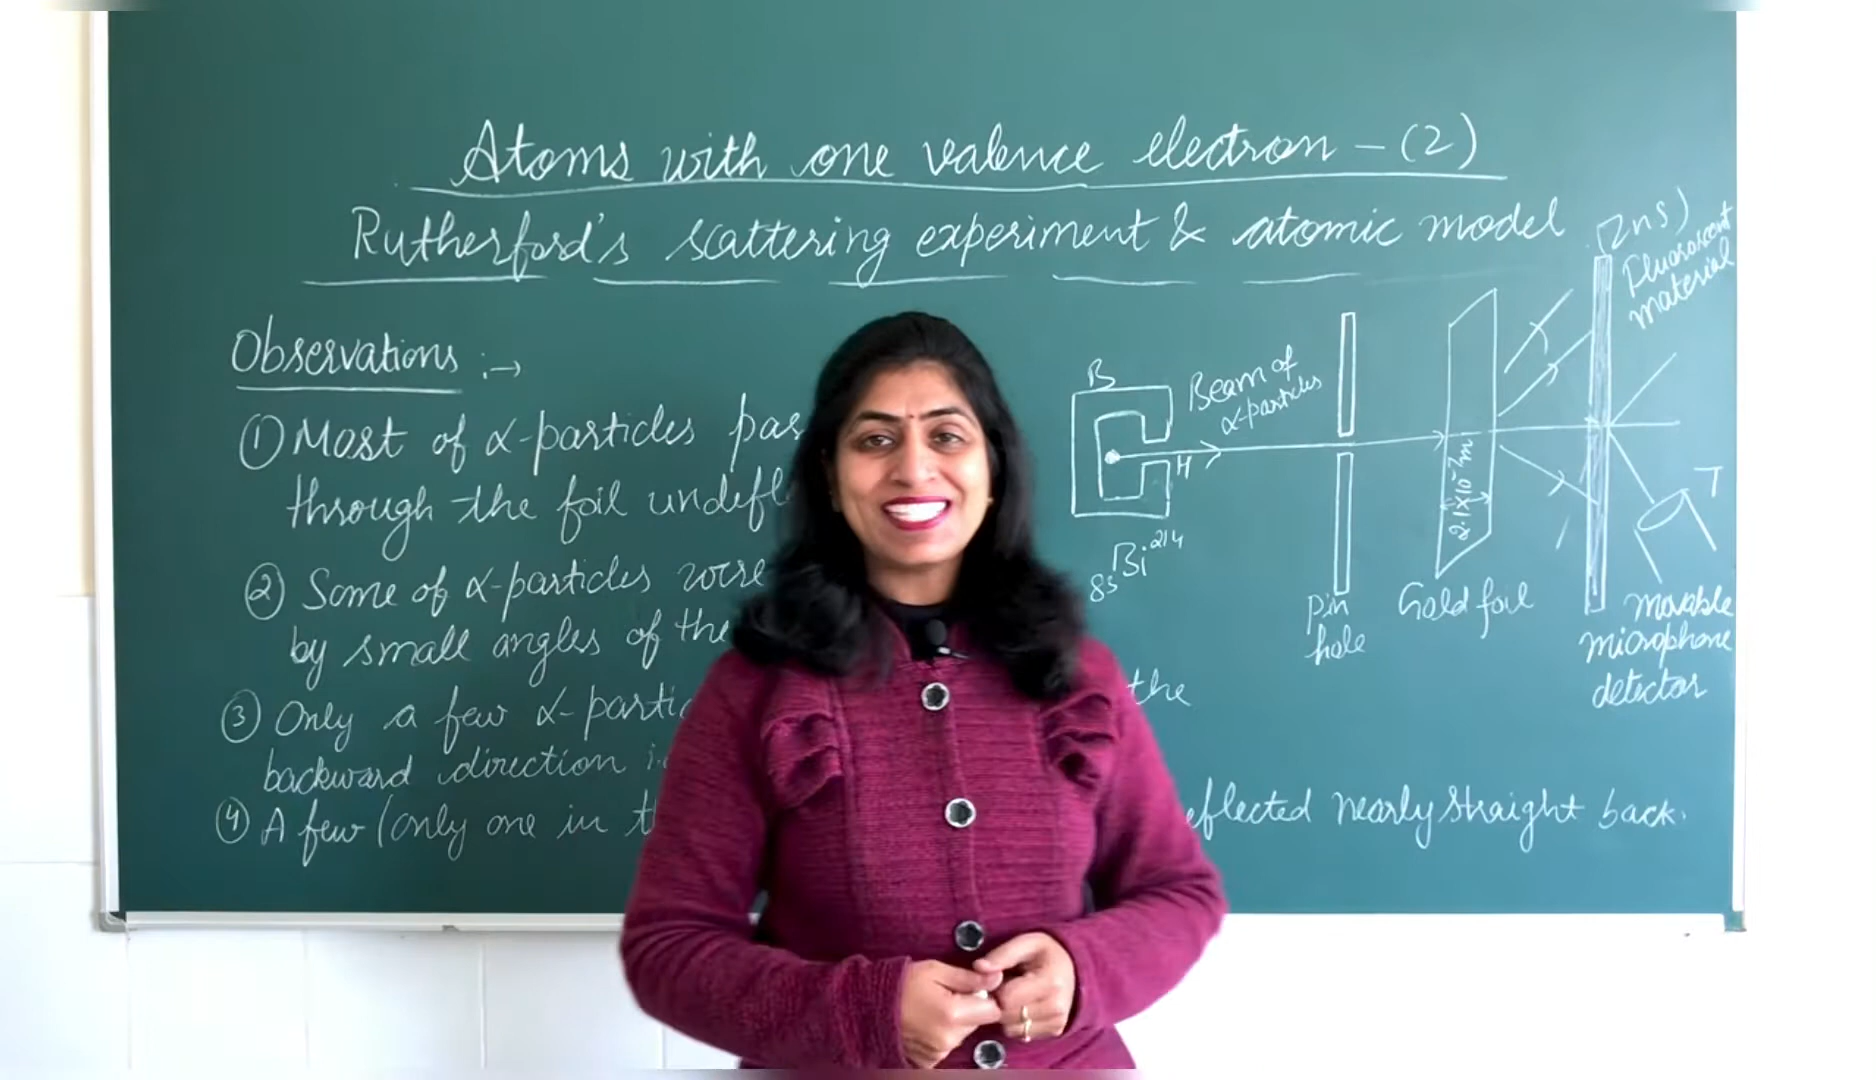 Atoms with one valence electron - (2)
Rutherford's scattering experiment & atomic model
Observations :→
① Most of α-particles pas
through the foil undefl
② Some of α-particles were
by small angles of the
③ Only a few α-partic
the
backward direction i.e
④ A few (only one in t
eflected nearly straight back.
B
Beam of
α-particles
H
83Bi²¹⁴
pin
hole
2.1×10⁻⁷m
Gold foil
(ZnS)
Fluorescent
material
T
movable
microphone
detector